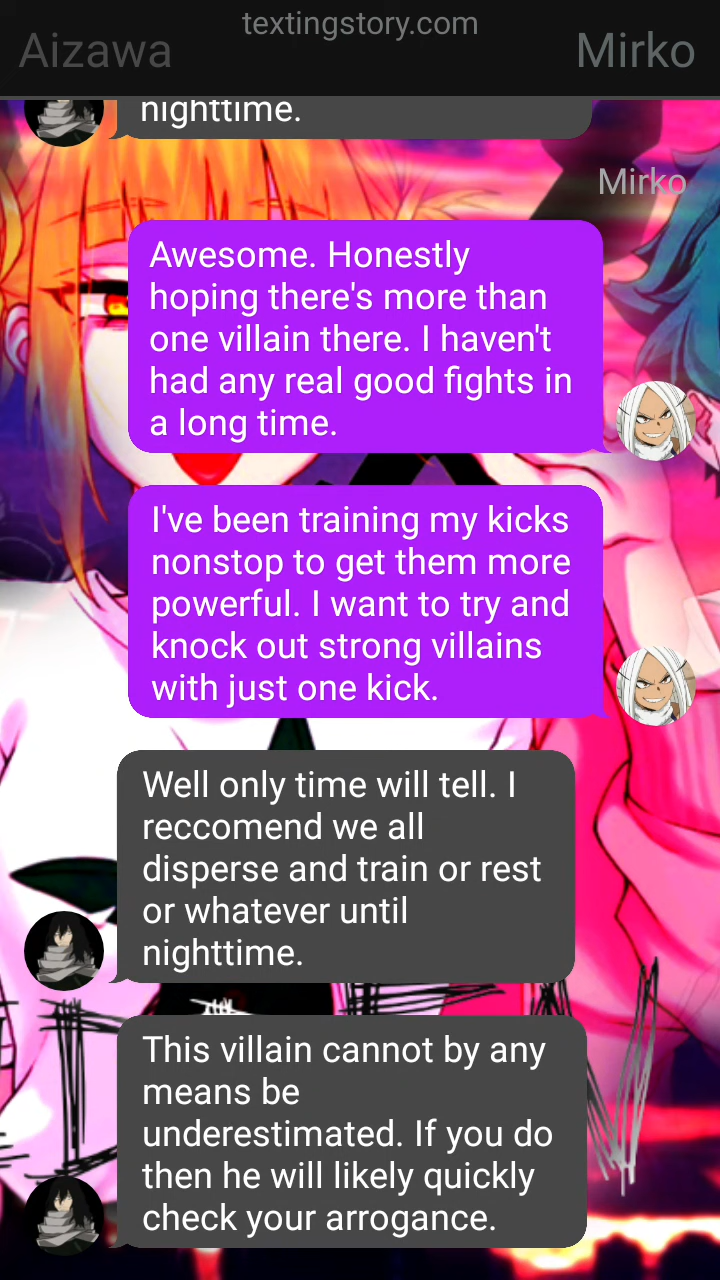 textingstory.com
Aizawa
Mirko
nighttime.
Mirko
Awesome. Honestly
hoping there's more than
one villain there. I haven't
had any real good fights in
a long time.
I've been training my kicks
nonstop to get them more
powerful. I want to try and
knock out strong villains
with just one kick.
Well only time will tell. I
reccomend we all
disperse and train or rest
or whatever until
nighttime.
This villain cannot by any
means be
underestimated. If you do
then he will likely quickly
check your arrogance.